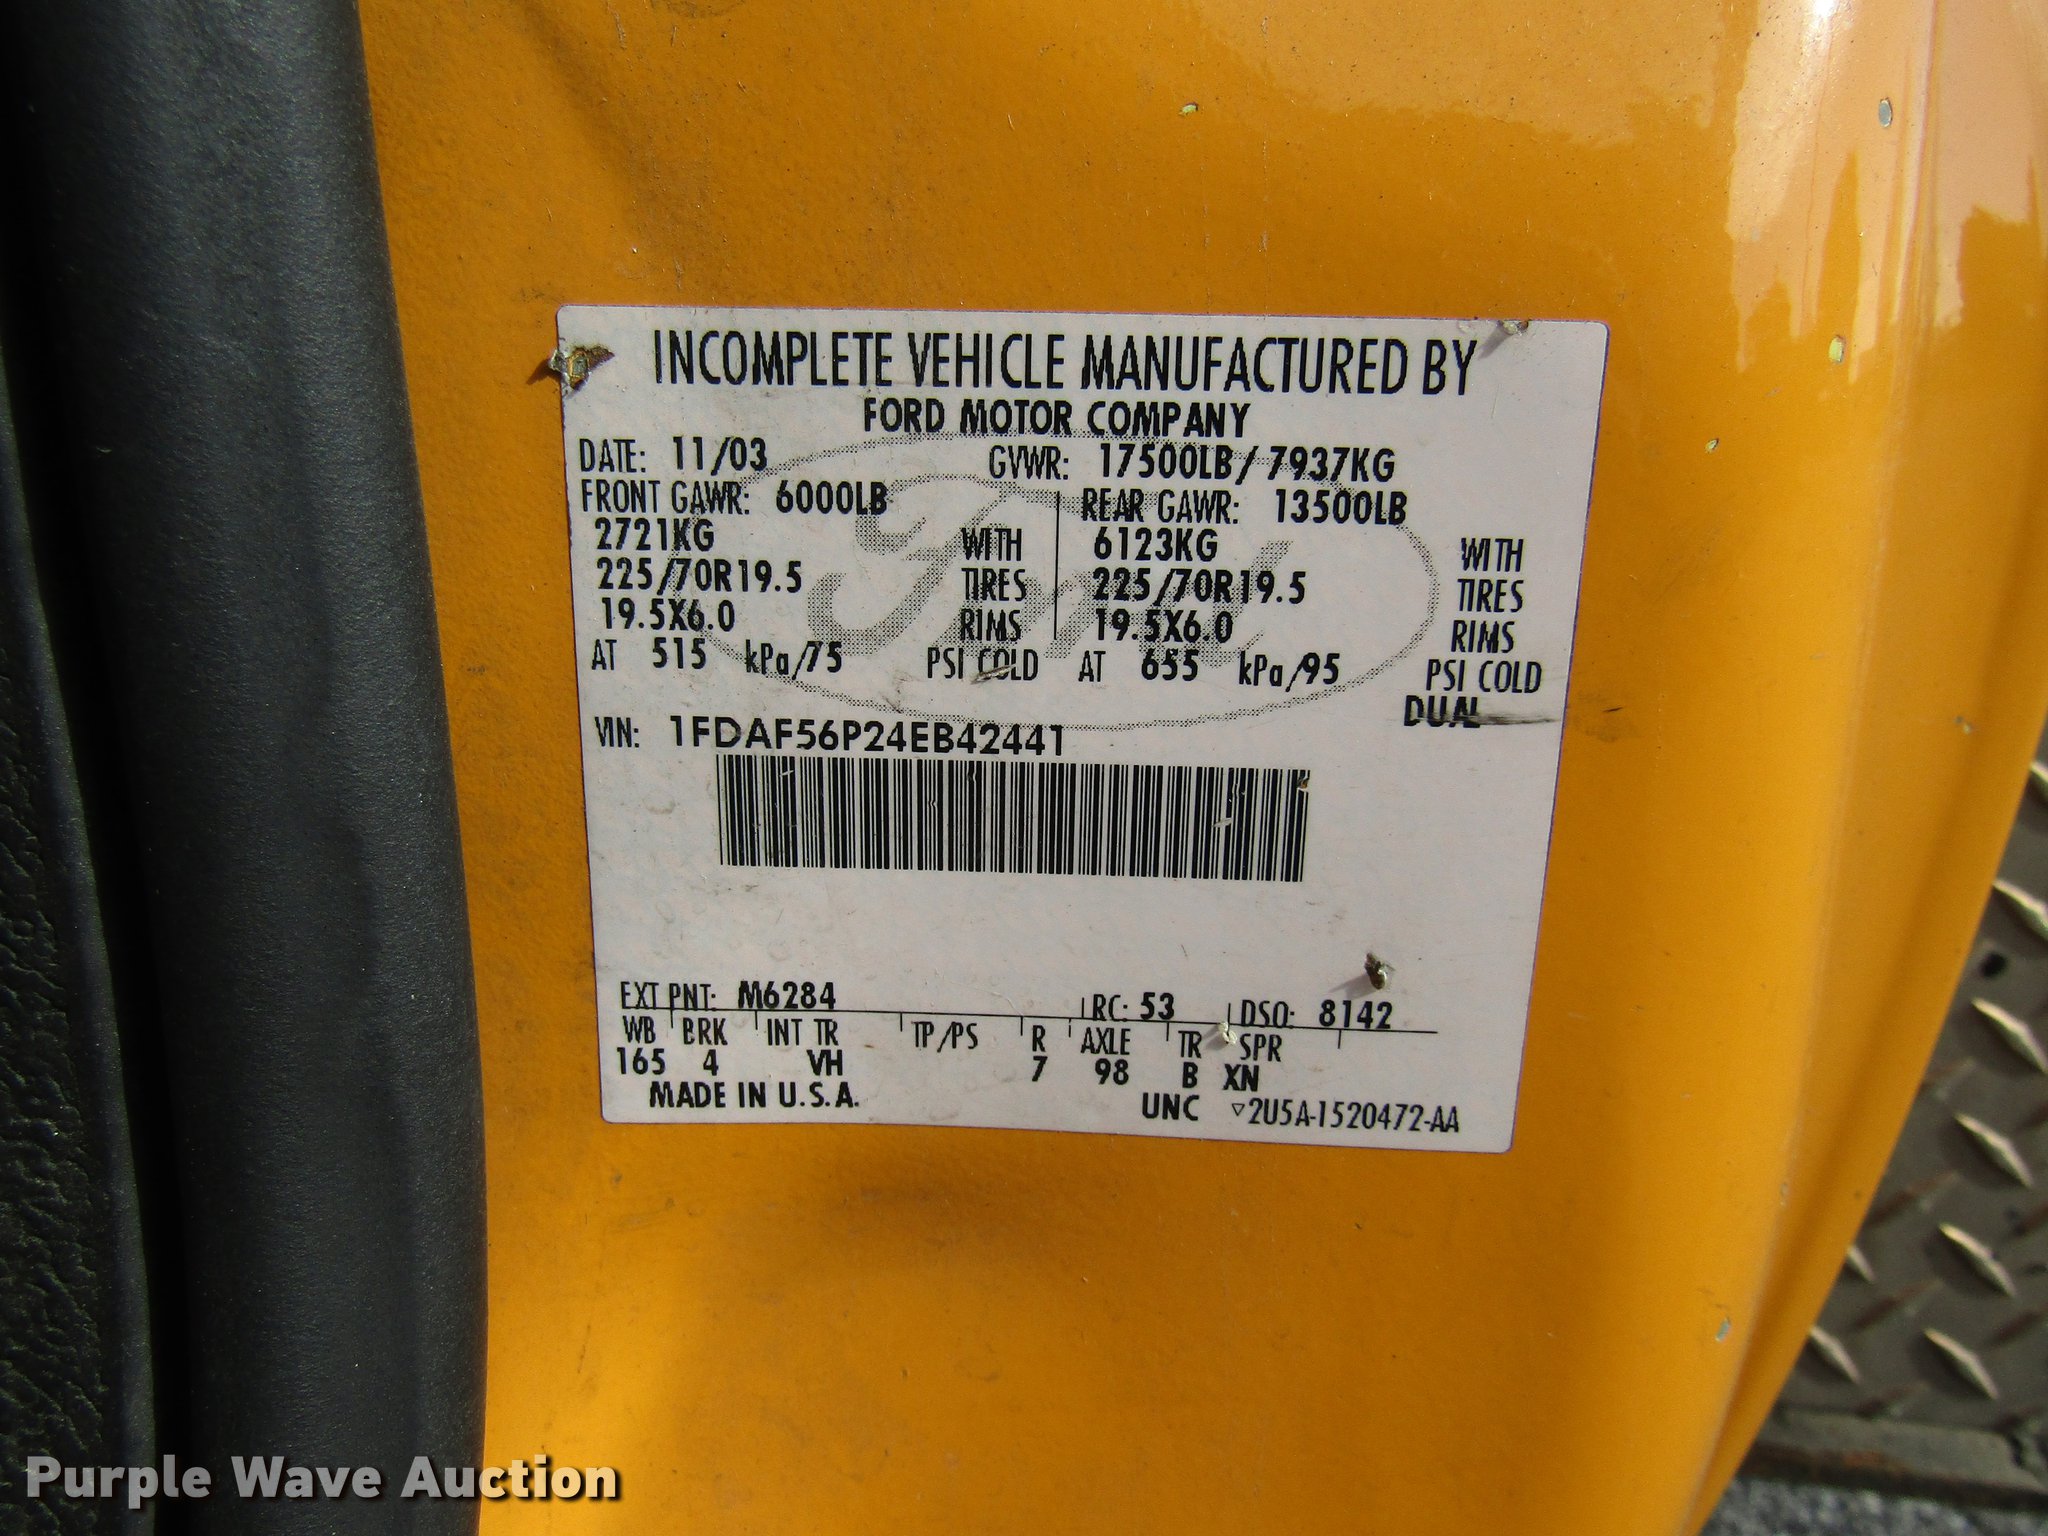 INCOMPLETE VEHICLE MANUFACTURED BY
FORD MOTOR COMPANY
DATE: 11/03 GVWR: 17500LB/7937KG
FRONT GAWR: 6000LB REAR GAWR: 13500LB
2721KG WITH 6123KG WITH
225/70R19.5 TIRES 225/70R19.5 TIRES
19.5X6.0 RIMS 19.5X6.0 RIMS
AT 515 kPa/75 PSI COLD AT 655 kPa/95 PSI COLD
DUAL
VIN: 1FDAF56P24EB42441
EXT PNT: M6284 RC: 53 DSO: 8142
WB BRK INT TR TP/PS R AXLE TR SPR
165 4 VH 7 98 B XN
MADE IN U.S.A. UNC ▽2U5A-1520472-AA
Ford
Purple Wave Auction